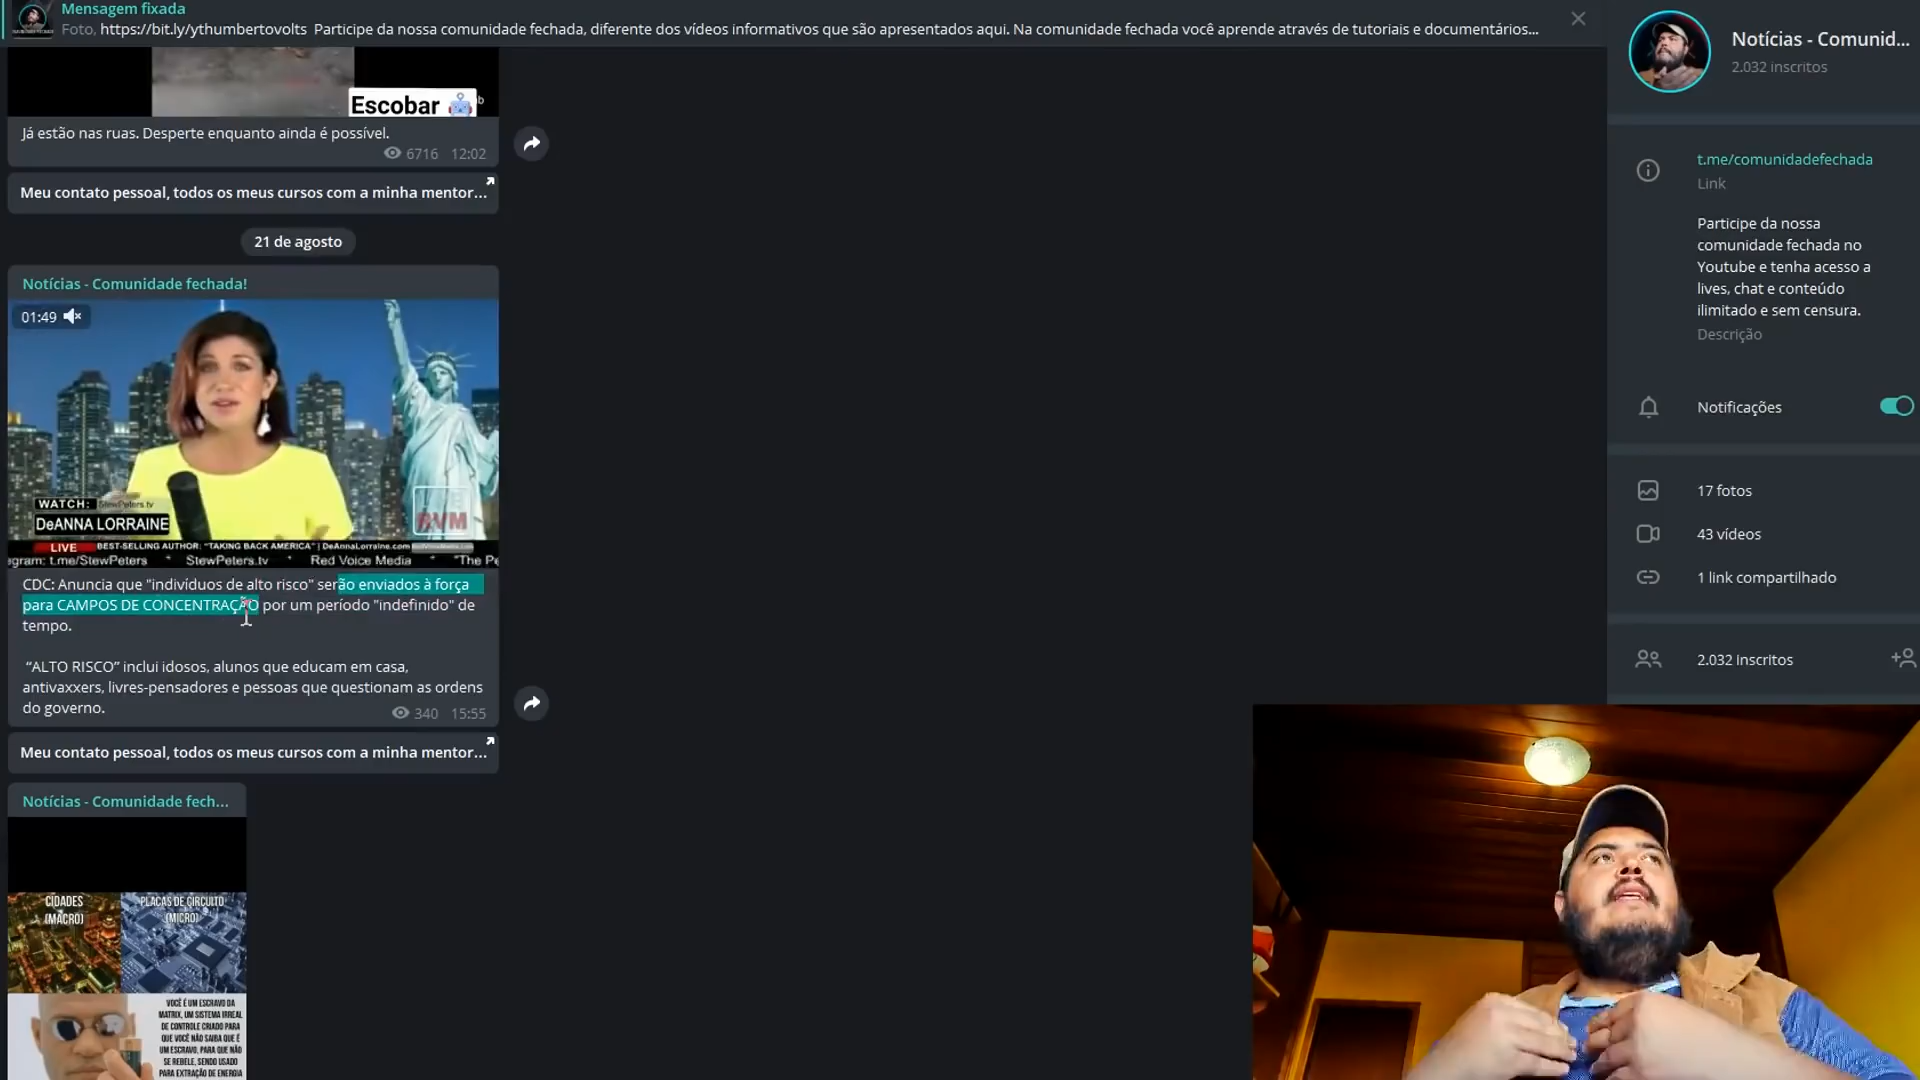 Mensagem fixada
Foto, https://bit.ly/ythumbertovolts Participe da nossa comunidade fechada, diferente dos vídeos informativos que são apresentados aqui. Na comunidade fechada você aprende através de tutoriais e documentários...
Escobar
Já estão nas ruas. Desperte enquanto ainda é possível.
6716 12:02
Meu contato pessoal, todos os meus cursos com a minha mentor...
21 de agosto
Notícias - Comunidade fechada!
01:49
WATCH: StewPeters.tv
DeANNA LORRAINE
RVM
LIVE BEST-SELLING AUTHOR: "TAKING BACK AMERICA" | DeAnnaLorraine.com
egram: t.me/StewPeters * StewPeters.tv * Red Voice Media * "The Pe
CDC: Anuncia que "indivíduos de alto risco" serão enviados à força
para CAMPOS DE CONCENTRAÇÃO por um período "indefinido" de
tempo.
“ALTO RISCO” inclui idosos, alunos que educam em casa,
antivaxxers, livres-pensadores e pessoas que questionam as ordens
do governo.
340 15:55
Meu contato pessoal, todos os meus cursos com a minha mentor...
Notícias - Comunidade fech...
CIDADES
(MACRO)
PLACAS DE CIRCUITO
(MICRO)
VOCÊ É UM ESCRAVO DA
MATRIX, UM SISTEMA IRREAL
DE CONTROLE CRIADO PARA
QUE VOCÊ NÃO SAIBA QUE É
UM ESCRAVO, PARA QUE NÃO
SE REBELE, SENDO USADO
PARA EXTRAÇÃO DE ENERGIA
Notícias - Comunid...
2.032 inscritos
t.me/comunidadefechada
Link
Participe da nossa
comunidade fechada no
Youtube e tenha acesso a
lives, chat e conteúdo
ilimitado e sem censura.
Descrição
Notificações
17 fotos
43 vídeos
1 link compartilhado
2.032 inscritos